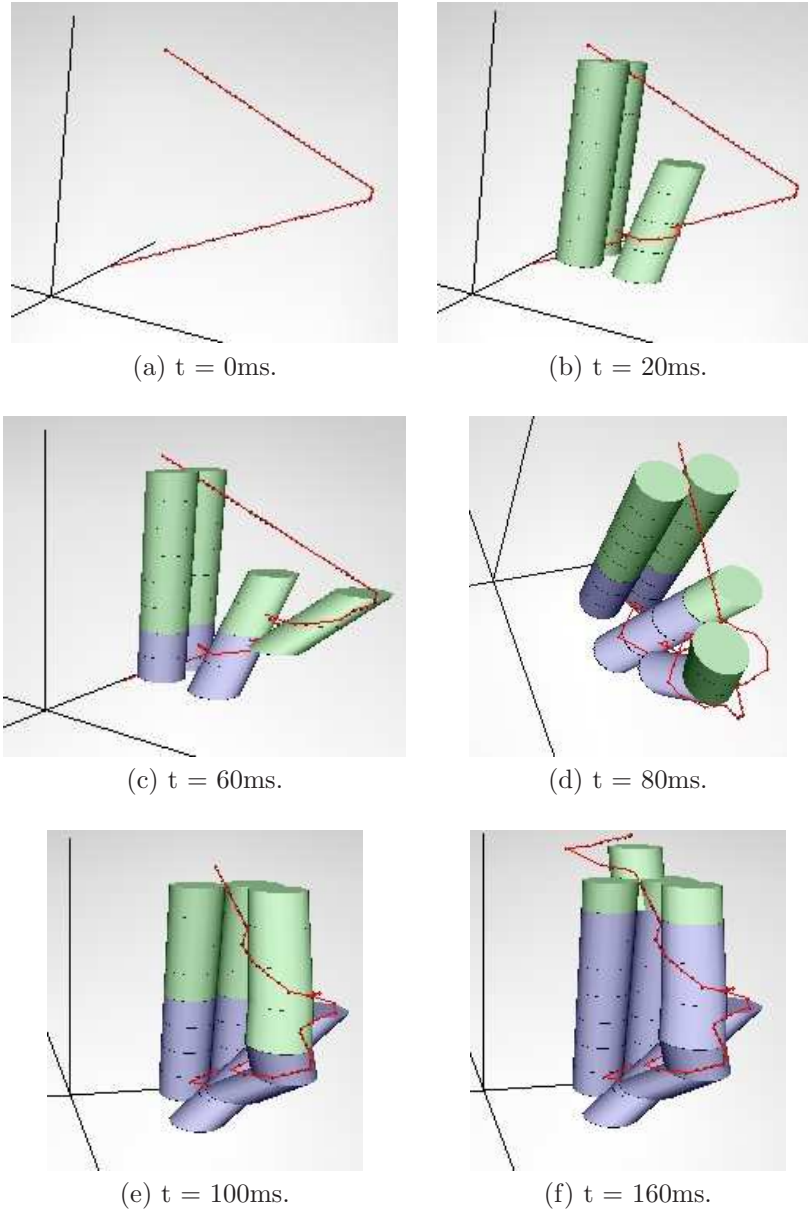 (a) t = 0ms.
(b) t = 20ms.
(c) t = 60ms.
(d) t = 80ms.
(e) t = 100ms.
(f) t = 160ms.